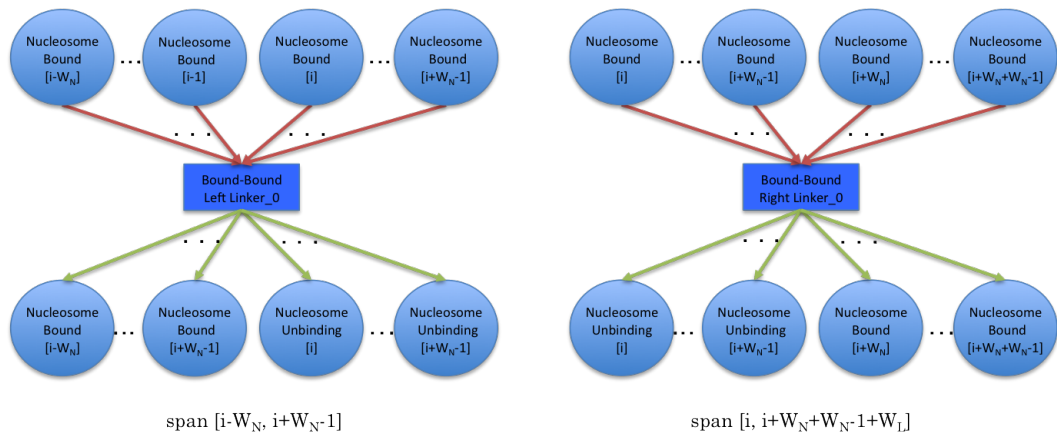 Nucleosome
Bound
[i-W_N]
...
Nucleosome
Bound
[i-1]
Nucleosome
Bound
[i]
...
Nucleosome
Bound
[i+W_N-1]
. . .
. . .
Bound-Bound
Left Linker_0
. . .
. . .
Nucleosome
Bound
[i-W_N]
...
Nucleosome
Bound
[i+W_N-1]
Nucleosome
Unbinding
[i]
...
Nucleosome
Unbinding
[i+W_N-1]
span [i-W_N, i+W_N-1]
Nucleosome
Bound
[i]
...
Nucleosome
Bound
[i+W_N-1]
Nucleosome
Bound
[i+W_N]
...
Nucleosome
Bound
[i+W_N+W_N-1]
. . .
. . .
Bound-Bound
Right Linker_0
. . .
. . .
Nucleosome
Unbinding
[i]
...
Nucleosome
Unbinding
[i+W_N-1]
Nucleosome
Bound
[i+W_N]
...
Nucleosome
Bound
[i+W_N+W_N-1]
span [i, i+W_N+W_N-1+W_L]